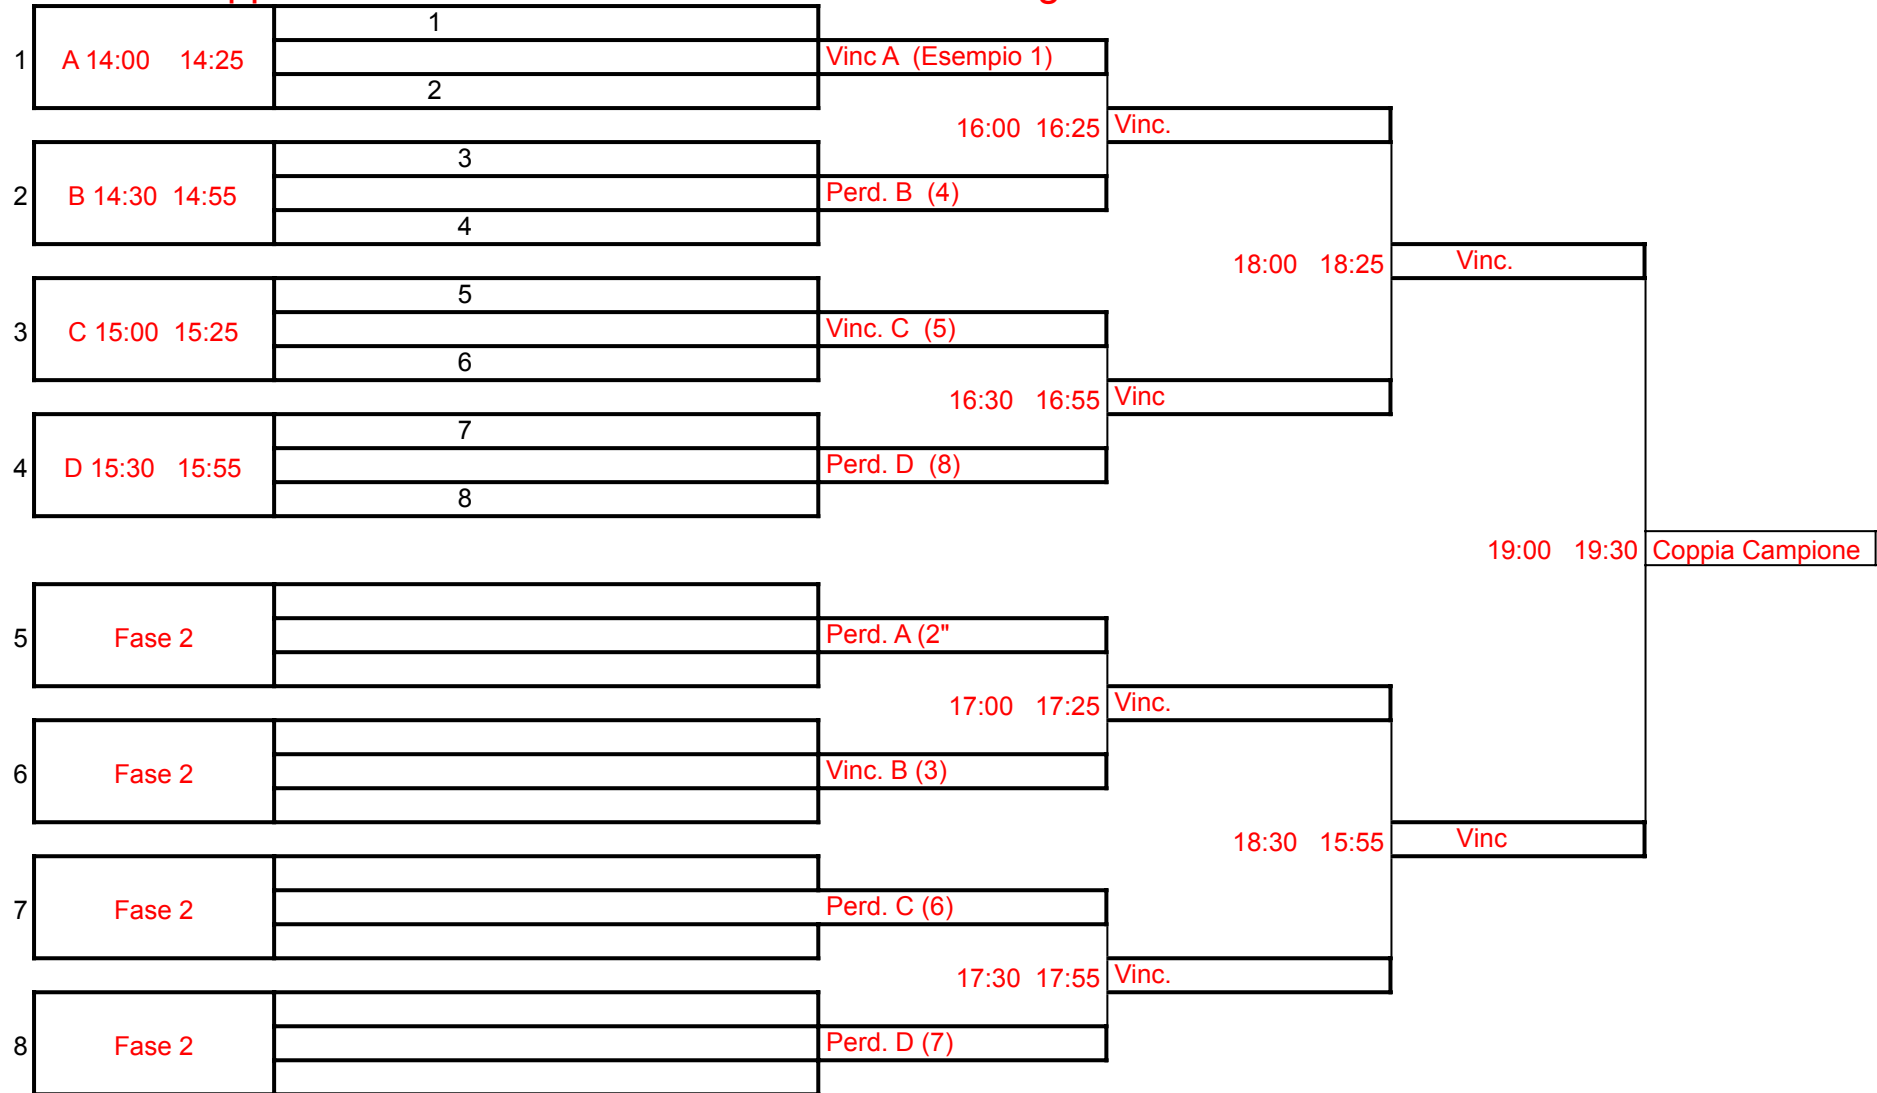 1
1 A 14:00 14:25 Vinc A (Esempio 1)
2
16:00 16:25 Vinc.
3
2 B 14:30 14:55 Perd. B (4)
4
18:00 18:25 Vinc.
5
3 C 15:00 15:25 Vinc. C (5)
6
16:30 16:55 Vinc
7
4 D 15:30 15:55 Perd. D (8)
8
19:00 19:30 Coppia Campione
5 Fase 2 Perd. A (2"
17:00 17:25 Vinc.
6 Fase 2 Vinc. B (3)
18:30 15:55 Vinc
7 Fase 2 Perd. C (6)
17:30 17:55 Vinc.
8 Fase 2 Perd. D (7)